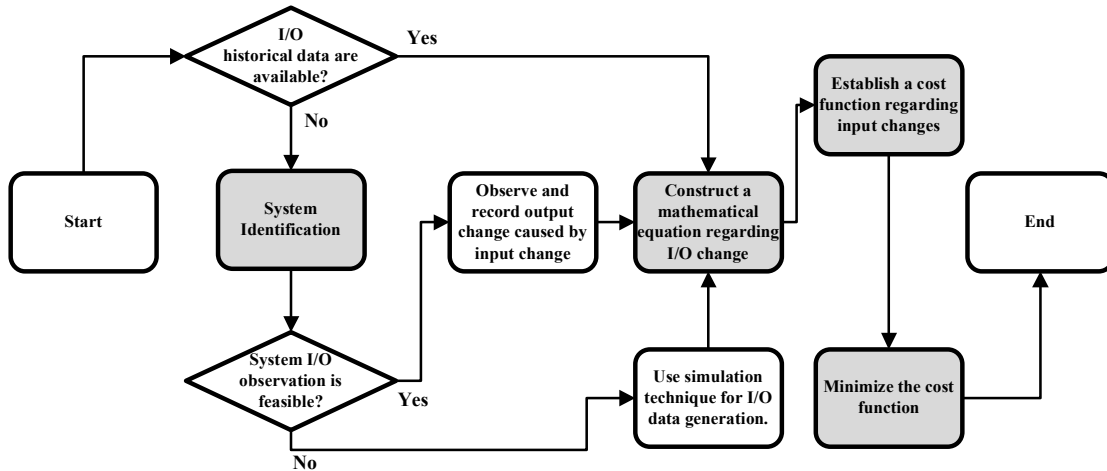 I/O
historical data are
available?
Yes
No
Start
System
Identification
System I/O
observation is
feasible?
Yes
No
Observe and
record output
change caused by
input change
Use simulation
technique for I/O
data generation.
Construct a
mathematical
equation regarding
I/O change
Establish a cost
function regarding
input changes
Minimize the cost
function
End